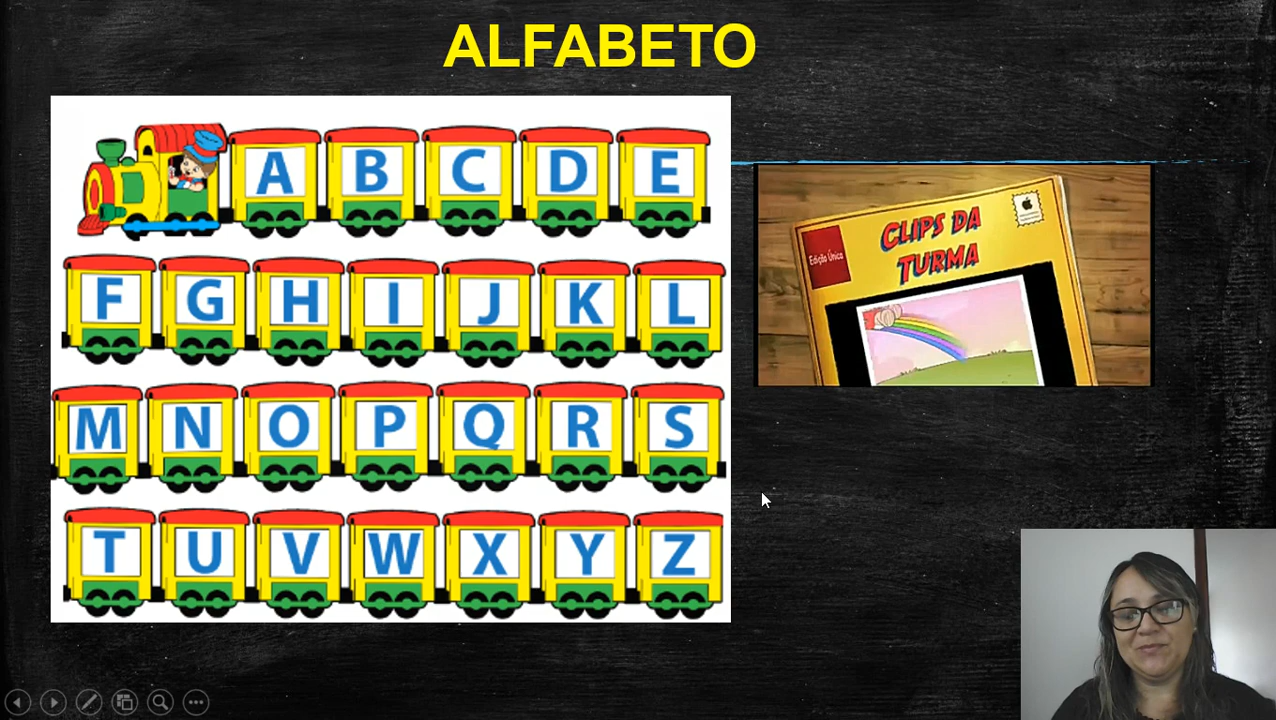 ALFABETO
A B C D E
F G H I J K L
M N O P Q R S
T U V W X Y Z
Edição Única
CLIPS DA
TURMA